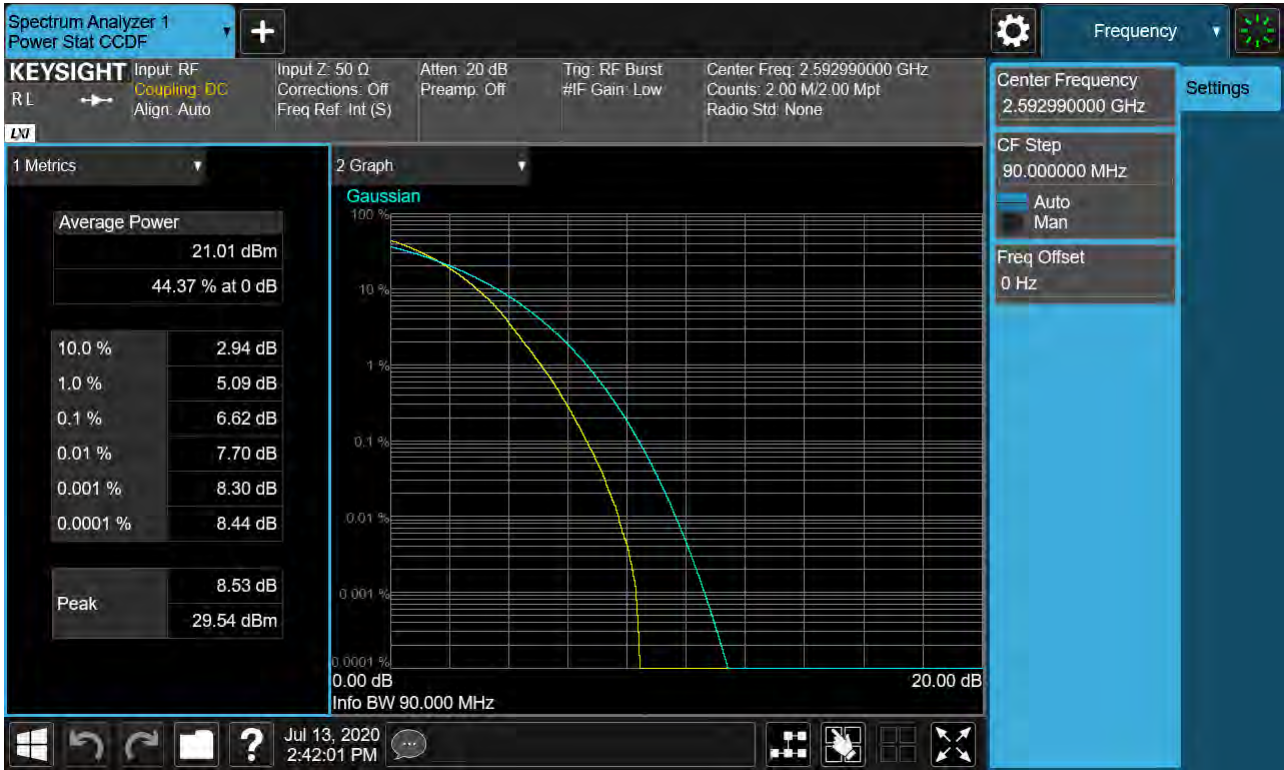 Spectrum Analyzer 1
Power Stat CCDF
Frequency
KEYSIGHT
R L
LXI
Input: RF
Coupling: DC
Align: Auto
Input Z: 50 Ω
Corrections: Off
Freq Ref: Int (S)
Atten: 20 dB
Preamp: Off
Trig: RF Burst
#IF Gain: Low
Center Freq: 2.592990000 GHz
Counts: 2.00 M/2.00 Mpt
Radio Std: None
Center Frequency
2.592990000 GHz
Settings
CF Step
90.000000 MHz
Auto
Man
Freq Offset
0 Hz
1 Metrics
Average Power
21.01 dBm
44.37 % at 0 dB
10.0 % 2.94 dB
1.0 % 5.09 dB
0.1 % 6.62 dB
0.01 % 7.70 dB
0.001 % 8.30 dB
0.0001 % 8.44 dB
Peak
8.53 dB
29.54 dBm
2 Graph
Gaussian
100 %
10 %
1 %
0.1 %
0.01 %
0.001 %
0.0001 %
0.00 dB 20.00 dB
Info BW 90.000 MHz
?
Jul 13, 2020
2:42:01 PM